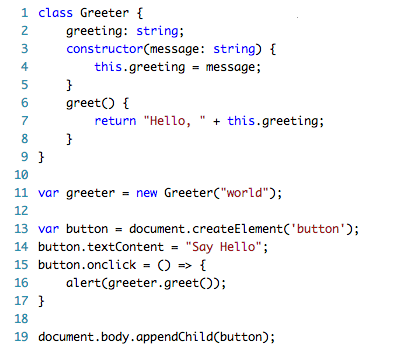 1 class Greeter {
2     greeting: string;
3     constructor(message: string) {
4         this.greeting = message;
5     }
6     greet() {
7         return "Hello, " + this.greeting;
8     }
9 }
10
11 var greeter = new Greeter("world");
12
13 var button = document.createElement('button');
14 button.textContent = "Say Hello";
15 button.onclick = () => {
16     alert(greeter.greet());
17 }
18
19 document.body.appendChild(button);